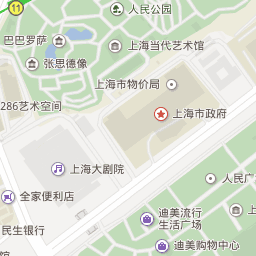 11
人民公园
巴巴罗萨
上海当代艺术馆
张思德像
上海市物价局
286艺术空间
上海市政府
上海大剧院
人民广
全家便利店
迪美流行
生活广场
民生银行
迪美购物中心
馆